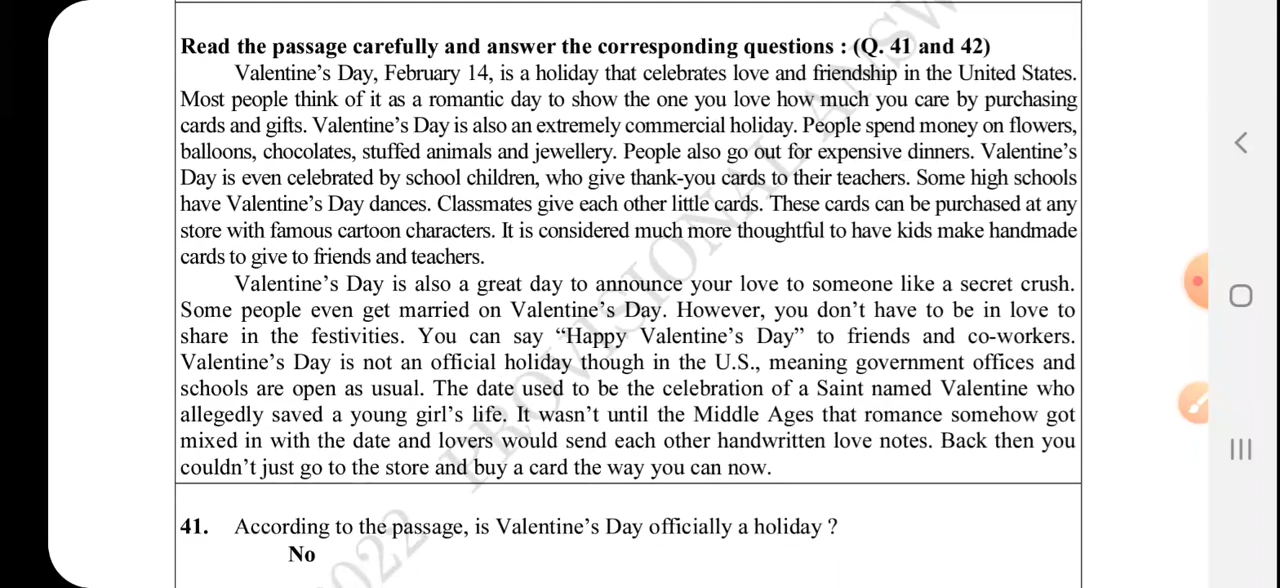 Read the passage carefully and answer the corresponding questions : (Q. 41 and 42)
Valentine's Day, February 14, is a holiday that celebrates love and friendship in the United States.
Most people think of it as a romantic day to show the one you love how much you care by purchasing
cards and gifts. Valentine's Day is also an extremely commercial holiday. People spend money on flowers,
balloons, chocolates, stuffed animals and jewellery. People also go out for expensive dinners. Valentine's
Day is even celebrated by school children, who give thank-you cards to their teachers. Some high schools
have Valentine's Day dances. Classmates give each other little cards. These cards can be purchased at any
store with famous cartoon characters. It is considered much more thoughtful to have kids make handmade
cards to give to friends and teachers.
Valentine's Day is also a great day to announce your love to someone like a secret crush.
Some people even get married on Valentine's Day. However, you don't have to be in love to
share in the festivities. You can say “Happy Valentine's Day” to friends and co-workers.
Valentine's Day is not an official holiday though in the U.S., meaning government offices and
schools are open as usual. The date used to be the celebration of a Saint named Valentine who
allegedly saved a young girl's life. It wasn't until the Middle Ages that romance somehow got
mixed in with the date and lovers would send each other handwritten love notes. Back then you
couldn't just go to the store and buy a card the way you can now.
41. According to the passage, is Valentine's Day officially a holiday ?
No
2022 PROVISIONAL ANSW